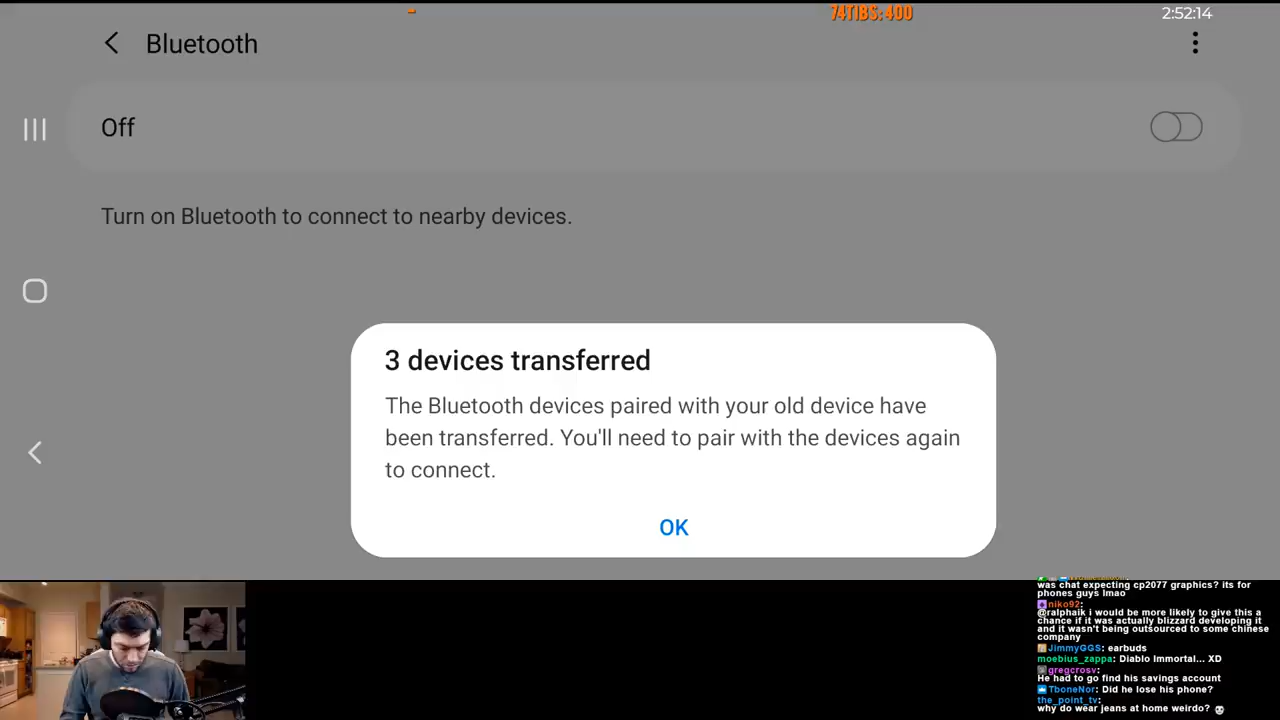 74TIBS: 400
2:52:14
Bluetooth
Off
Turn on Bluetooth to connect to nearby devices.
3 devices transferred
The Bluetooth devices paired with your old device have
been transferred. You'll need to pair with the devices again
to connect.
OK
was chat expecting cp2077 graphics? its for
phones guys lmao
niko92:
@ralphaik i would be more likely to give this a
chance if it was actually blizzard developing it
and it wasn't being outsourced to some chinese
company
JimmyGGS: earbuds
moebius_zappa: Diablo Immortal... XD
gregcrosv:
He had to go find his savings account
TboneNor: Did he lose his phone?
the_point_tv:
why do wear jeans at home weirdo?